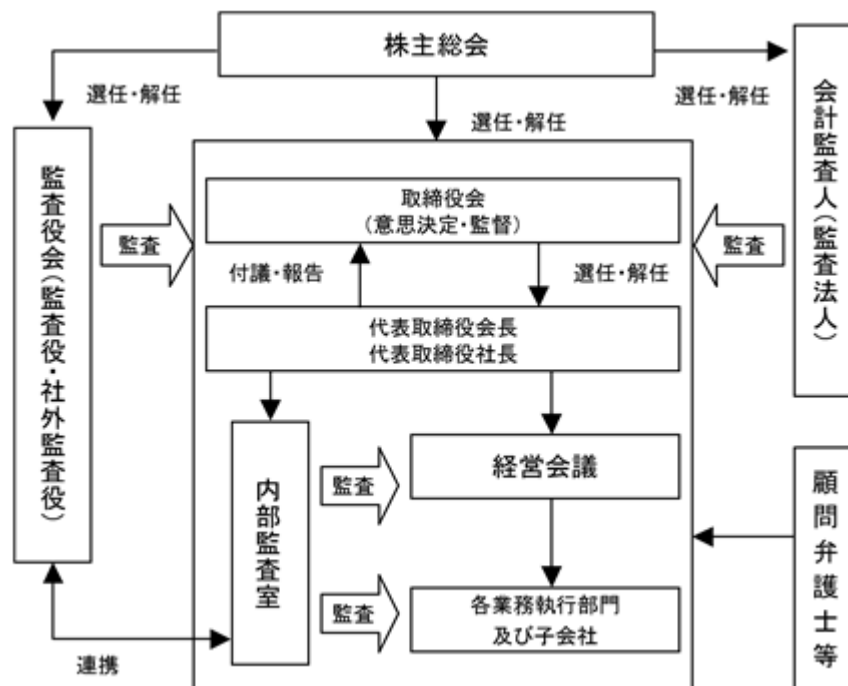 株主総会
選任・解任
選任・解任
選任・解任
会計監査人(監査法人)
監査役会(監査役・社外監査役)
取締役会
(意思決定・監督)
監査
監査
付議・報告
選任・解任
代表取締役会長
代表取締役社長
内部監査室
監査
経営会議
顧問弁護士等
監査
各業務執行部門
及び子会社
連携